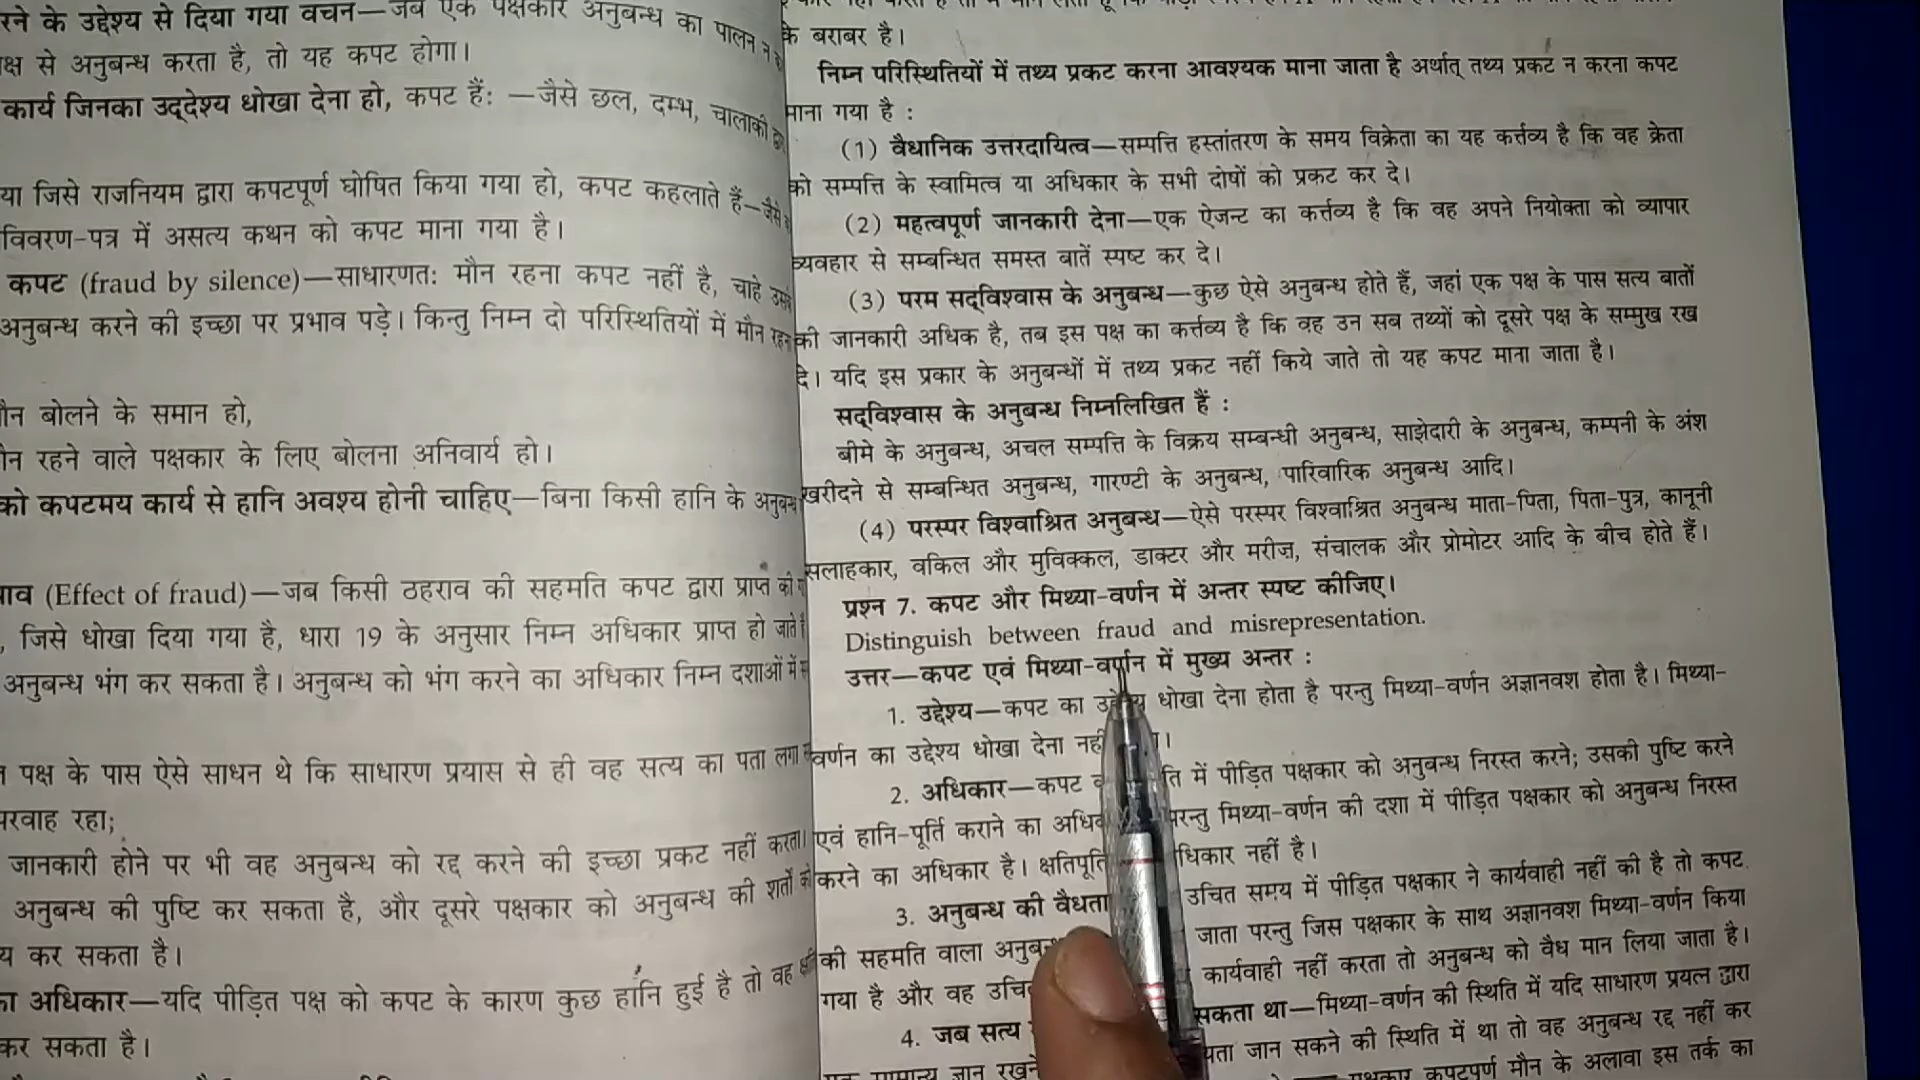 रने के उद्देश्य से दिया गया वचन—जब एक पक्षकार अनुबन्ध का पालन न
क्ष से अनुबन्ध करता है, तो यह कपट होगा।
कार्य जिनका उद्देश्य धोखा देना हो, कपट हैं: —जैसे छल, दम्भ, चालाकी
या जिसे राजनियम द्वारा कपटपूर्ण घोषित किया गया हो, कपट कहलाते हैं—जैसे
विवरण-पत्र में असत्य कथन को कपट माना गया है।
कपट (fraud by silence)—साधारणत: मौन रहना कपट नहीं है, चाहे उससे
अनुबन्ध करने की इच्छा पर प्रभाव पड़े। किन्तु निम्न दो परिस्थितियों में मौन रहना
ौन बोलने के समान हो,
ौन रहने वाले पक्षकार के लिए बोलना अनिवार्य हो।
को कपटमय कार्य से हानि अवश्य होनी चाहिए—बिना किसी हानि के अनुबन्ध
ाव (Effect of fraud)—जब किसी ठहराव की सहमति कपट द्वारा प्राप्त की
, जिसे धोखा दिया गया है, धारा 19 के अनुसार निम्न अधिकार प्राप्त हो जाते
अनुबन्ध भंग कर सकता है। अनुबन्ध को भंग करने का अधिकार निम्न दशाओं में
पक्ष के पास ऐसे साधन थे कि साधारण प्रयास से ही वह सत्य का पता लगा
परवाह रहा;
जानकारी होने पर भी वह अनुबन्ध को रद्द करने की इच्छा प्रकट नहीं करता।
अनुबन्ध की पुष्टि कर सकता है, और दूसरे पक्षकार को अनुबन्ध की शर्तों को
य कर सकता है।
ा अधिकार—यदि पीड़ित पक्ष को कपट के कारण कुछ हानि हुई है तो वह
कर सकता है।
के बराबर है।
निम्न परिस्थितियों में तथ्य प्रकट करना आवश्यक माना जाता है अर्थात् तथ्य प्रकट न करना कपट
माना गया है :
(1) वैधानिक उत्तरदायित्व—सम्पत्ति हस्तांतरण के समय विक्रेता का यह कर्त्तव्य है कि वह क्रेता
को सम्पत्ति के स्वामित्व या अधिकार के सभी दोषों को प्रकट कर दे।
(2) महत्वपूर्ण जानकारी देना—एक ऐजन्ट का कर्त्तव्य है कि वह अपने नियोक्ता को व्यापार
व्यवहार से सम्बन्धित समस्त बातें स्पष्ट कर दे।
(3) परम सद्विश्वास के अनुबन्ध—कुछ ऐसे अनुबन्ध होते हैं, जहां एक पक्ष के पास सत्य बातों
की जानकारी अधिक है, तब इस पक्ष का कर्त्तव्य है कि वह उन सब तथ्यों को दूसरे पक्ष के सम्मुख रख
दे। यदि इस प्रकार के अनुबन्धों में तथ्य प्रकट नहीं किये जाते तो यह कपट माना जाता है।
सद्विश्वास के अनुबन्ध निम्नलिखित हैं :
बीमे के अनुबन्ध, अचल सम्पत्ति के विक्रय सम्बन्धी अनुबन्ध, साझेदारी के अनुबन्ध, कम्पनी के अंश
खरीदने से सम्बन्धित अनुबन्ध, गारण्टी के अनुबन्ध, पारिवारिक अनुबन्ध आदि।
(4) परस्पर विश्वाश्रित अनुबन्ध—ऐसे परस्पर विश्वाश्रित अनुबन्ध माता-पिता, पिता-पुत्र, कानूनी
सलाहकार, वकिल और मुविक्कल, डाक्टर और मरीज, संचालक और प्रोमोटर आदि के बीच होते हैं।
प्रश्न 7. कपट और मिथ्या-वर्णन में अन्तर स्पष्ट कीजिए।
Distinguish between fraud and misrepresentation.
उत्तर—कपट एवं मिथ्या-वर्णन में मुख्य अन्तर :
1. उद्देश्य—कपट का उद्देश्य धोखा देना होता है परन्तु मिथ्या-वर्णन अज्ञानवश होता है। मिथ्या-
वर्णन का उद्देश्य धोखा देना नहीं
2. अधिकार—कपट में पीड़ित पक्षकार को अनुबन्ध निरस्त करने; उसकी पुष्टि करने
एवं हानि-पूर्ति कराने का परन्तु मिथ्या-वर्णन की दशा में पीड़ित पक्षकार को अनुबन्ध निरस्त
करने का अधिकार है। क्षतिपूर्ति धिकार नहीं है।
3. अनुबन्ध की वैधता उचित समय में पीड़ित पक्षकार ने कार्यवाही नहीं की है तो कपट
की सहमति वाला जाता परन्तु जिस पक्षकार के साथ अज्ञानवश मिथ्या-वर्णन किया
गया है और वह कार्यवाही नहीं करता तो अनुबन्ध को वैध मान लिया जाता है।
4. जब सत्य सकता था—मिथ्या-वर्णन की स्थिति में यदि साधारण प्रयत्न द्वारा
सामान्य ज्ञान जान सकने की स्थिति में था तो वह अनुबन्ध रद्द नहीं कर
पक्षकार कपटपूर्ण मौन के अलावा इस तर्क का